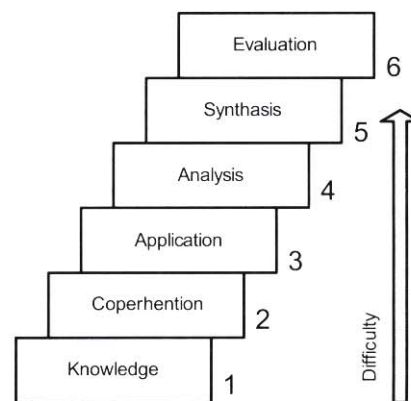 Evaluation
6
Synthasis
5
Analysis
4
Application
3
Coperhention
2
Knowledge
1
Difficulty